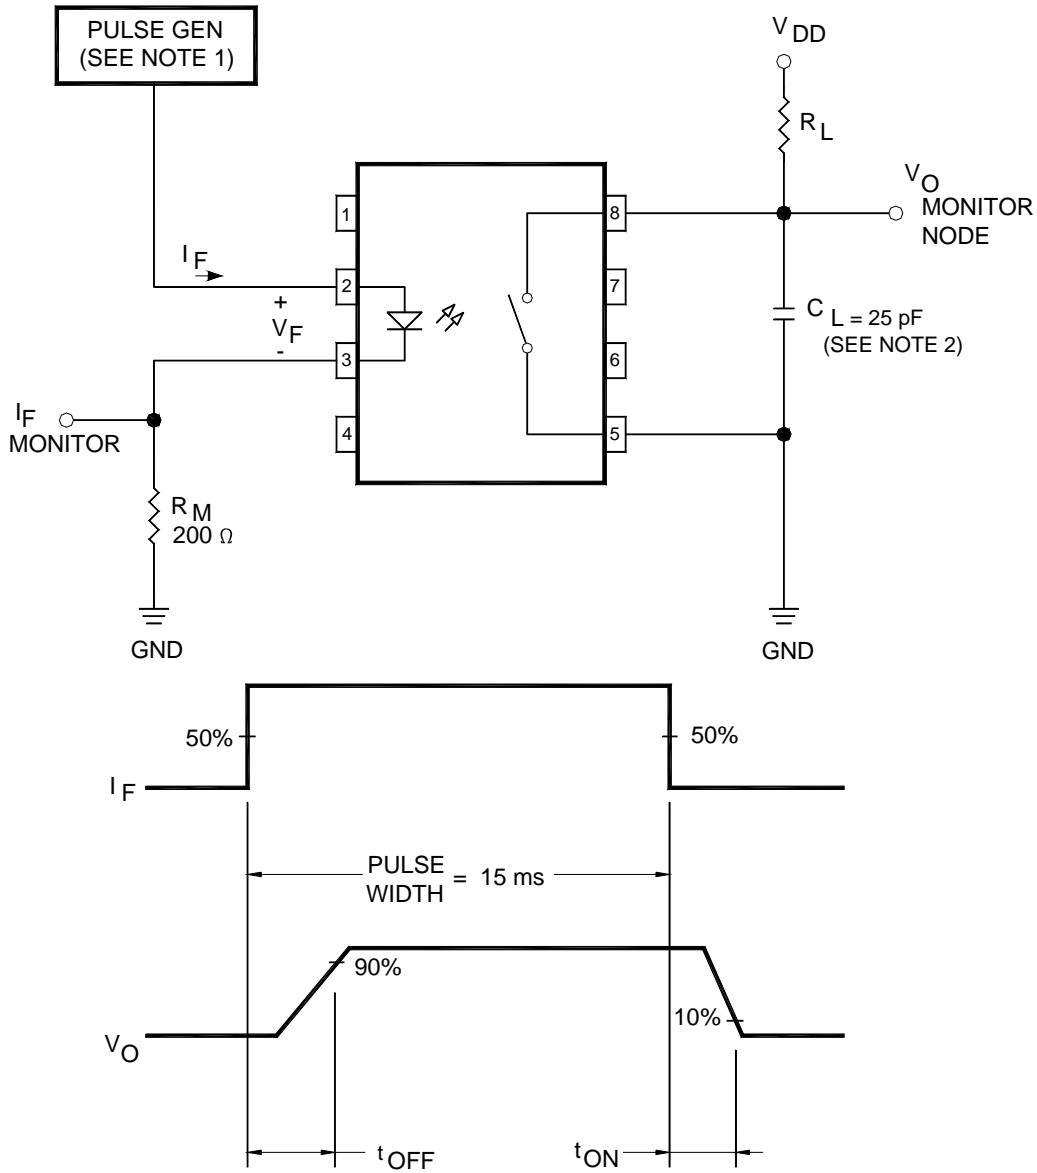 PULSE GEN
(SEE NOTE 1)
V DD
R L
V O
MONITOR
NODE
1
8
I F
2
7
+
V F
-
C L = 25 pF
(SEE NOTE 2)
3
6
I F
MONITOR
4
5
R M
200 Ω
GND
GND
50%
50%
I F
PULSE
WIDTH = 15 ms
90%
10%
V O
t OFF
t ON